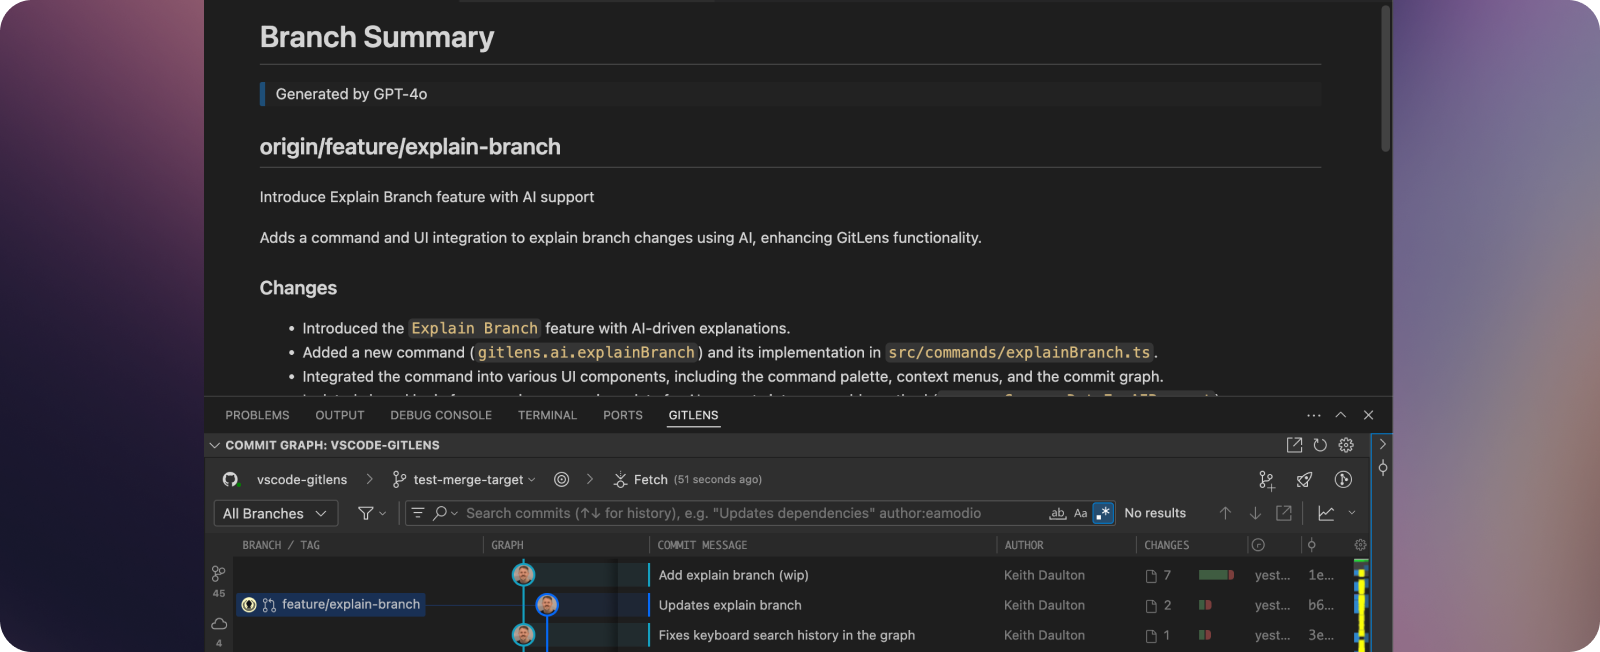 Branch Summary
Generated by GPT-4o
origin/feature/explain-branch
Introduce Explain Branch feature with AI support
Adds a command and UI integration to explain branch changes using AI, enhancing GitLens functionality.
Changes
• Introduced the Explain Branch feature with AI-driven explanations.
• Added a new command (gitlens.ai.explainBranch) and its implementation in src/commands/explainBranch.ts.
• Integrated the command into various UI components, including the command palette, context menus, and the commit graph.
PROBLEMS OUTPUT DEBUG CONSOLE TERMINAL PORTS GITLENS
COMMIT GRAPH: VSCODE-GITLENS
vscode-gitlens test-merge-target Fetch (51 seconds ago)
All Branches Search commits (↑↓ for history), e.g. "Updates dependencies" author:eamodio ab Aa .* No results
BRANCH / TAG GRAPH COMMIT MESSAGE AUTHOR CHANGES
Add explain branch (wip) Keith Daulton 7 yest... 1e...
45
feature/explain-branch Updates explain branch Keith Daulton 2 yest... b6...
Fixes keyboard search history in the graph Keith Daulton 1 yest... 3e...
4